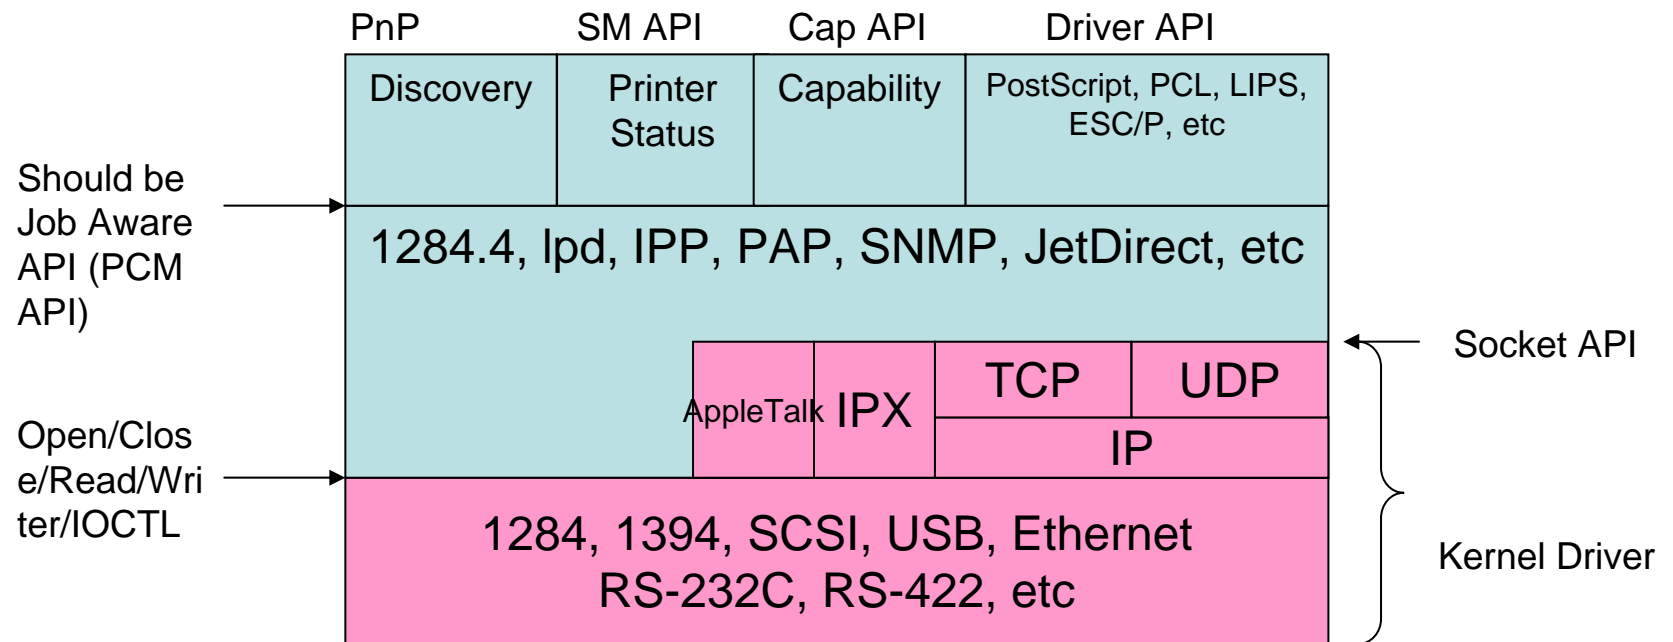 PnP
SM API
Cap API
Driver API
Discovery
Printer
Status
Capability
PostScript, PCL, LIPS,
ESC/P, etc
Should be
Job Aware
API (PCM
API)
1284.4, lpd, IPP, PAP, SNMP, JetDirect, etc
Socket API
AppleTalk
IPX
TCP
UDP
IP
Open/Clos
e/Read/Wri
ter/IOCTL
1284, 1394, SCSI, USB, Ethernet
RS-232C, RS-422, etc
Kernel Driver